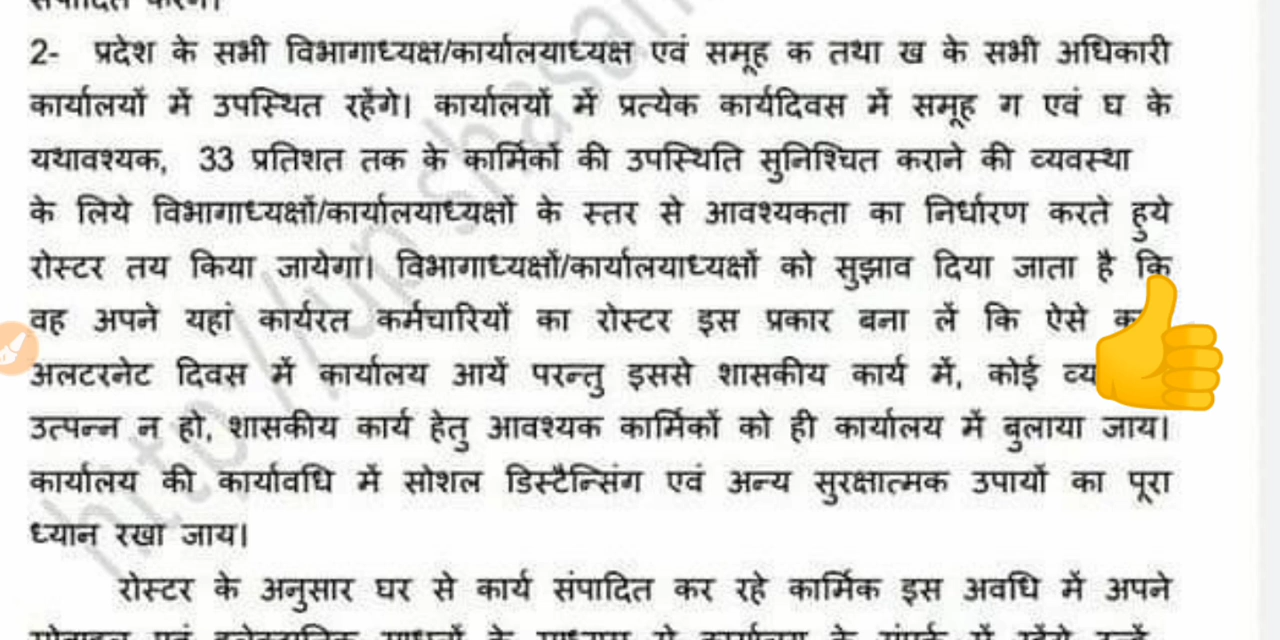 2- प्रदेश के सभी विभागाध्यक्ष/कार्यालयाध्यक्ष एवं समूह क तथा ख के सभी अधिकारी
कार्यालयों में उपस्थित रहेंगे। कार्यालयों में प्रत्येक कार्यदिवस में समूह ग एवं घ के
यथावश्यक, 33 प्रतिशत तक के कार्मिकों की उपस्थिति सुनिश्चित कराने की व्यवस्था
के लिये विभागाध्यक्षों/कार्यालयाध्यक्षों के स्तर से आवश्यकता का निर्धारण करते हुये
रोस्टर तय किया जायेगा। विभागाध्यक्षों/कार्यालयाध्यक्षों को सुझाव दिया जाता है कि
वह अपने यहां कार्यरत कर्मचारियों का रोस्टर इस प्रकार बना लें कि ऐसे
अलटरनेट दिवस में कार्यालय आयें परन्तु इससे शासकीय कार्य में, कोई
उत्पन्न न हो, शासकीय कार्य हेतु आवश्यक कार्मिकों को ही कार्यालय में बुलाया जाय।
कार्यालय की कार्यावधि में सोशल डिस्टैन्सिंग एवं अन्य सुरक्षात्मक उपायों का पूरा
ध्यान रखा जाय।
रोस्टर के अनुसार घर से कार्य संपादित कर रहे कार्मिक इस अवधि में अपने